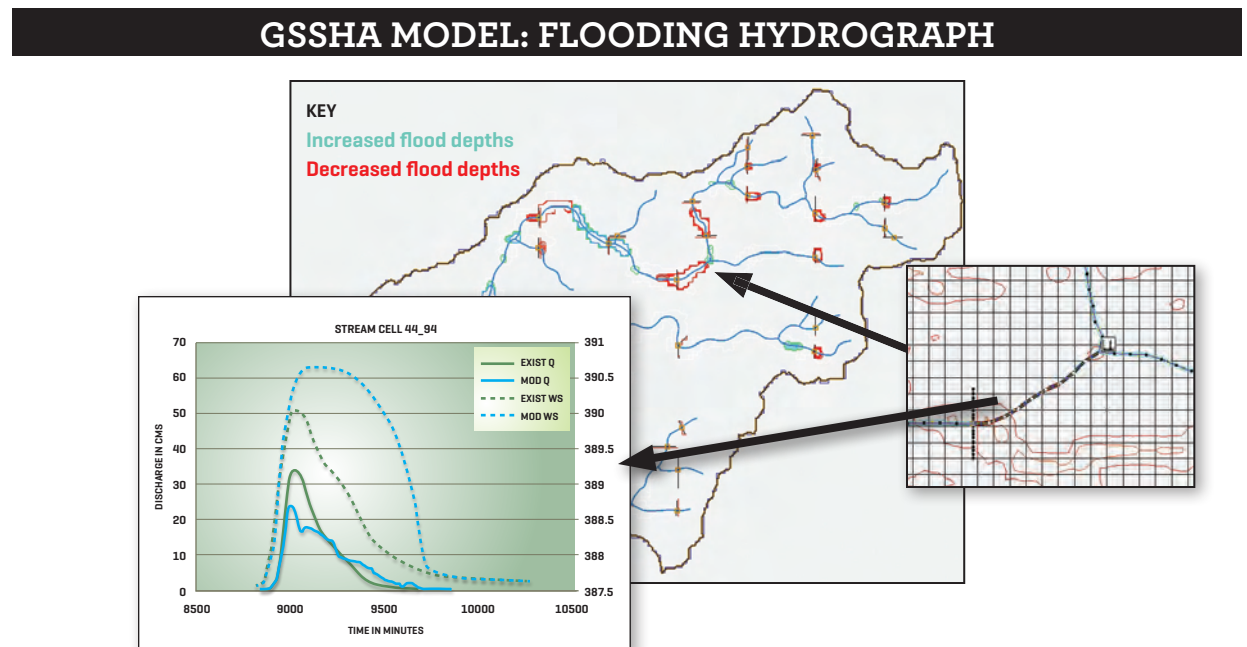 GSSHA MODEL: FLOODING HYDROGRAPH
KEY
Increased flood depths
Decreased flood depths
STREAM CELL 44_94
70
60
50
40
30
20
10
0
DISCHARGE IN CMS
391
390.5
390
389.5
389
388.5
388
387.5
EXIST Q
MOD Q
EXIST WS
MOD WS
8500 9000 9500 10000 10500
TIME IN MINUTES